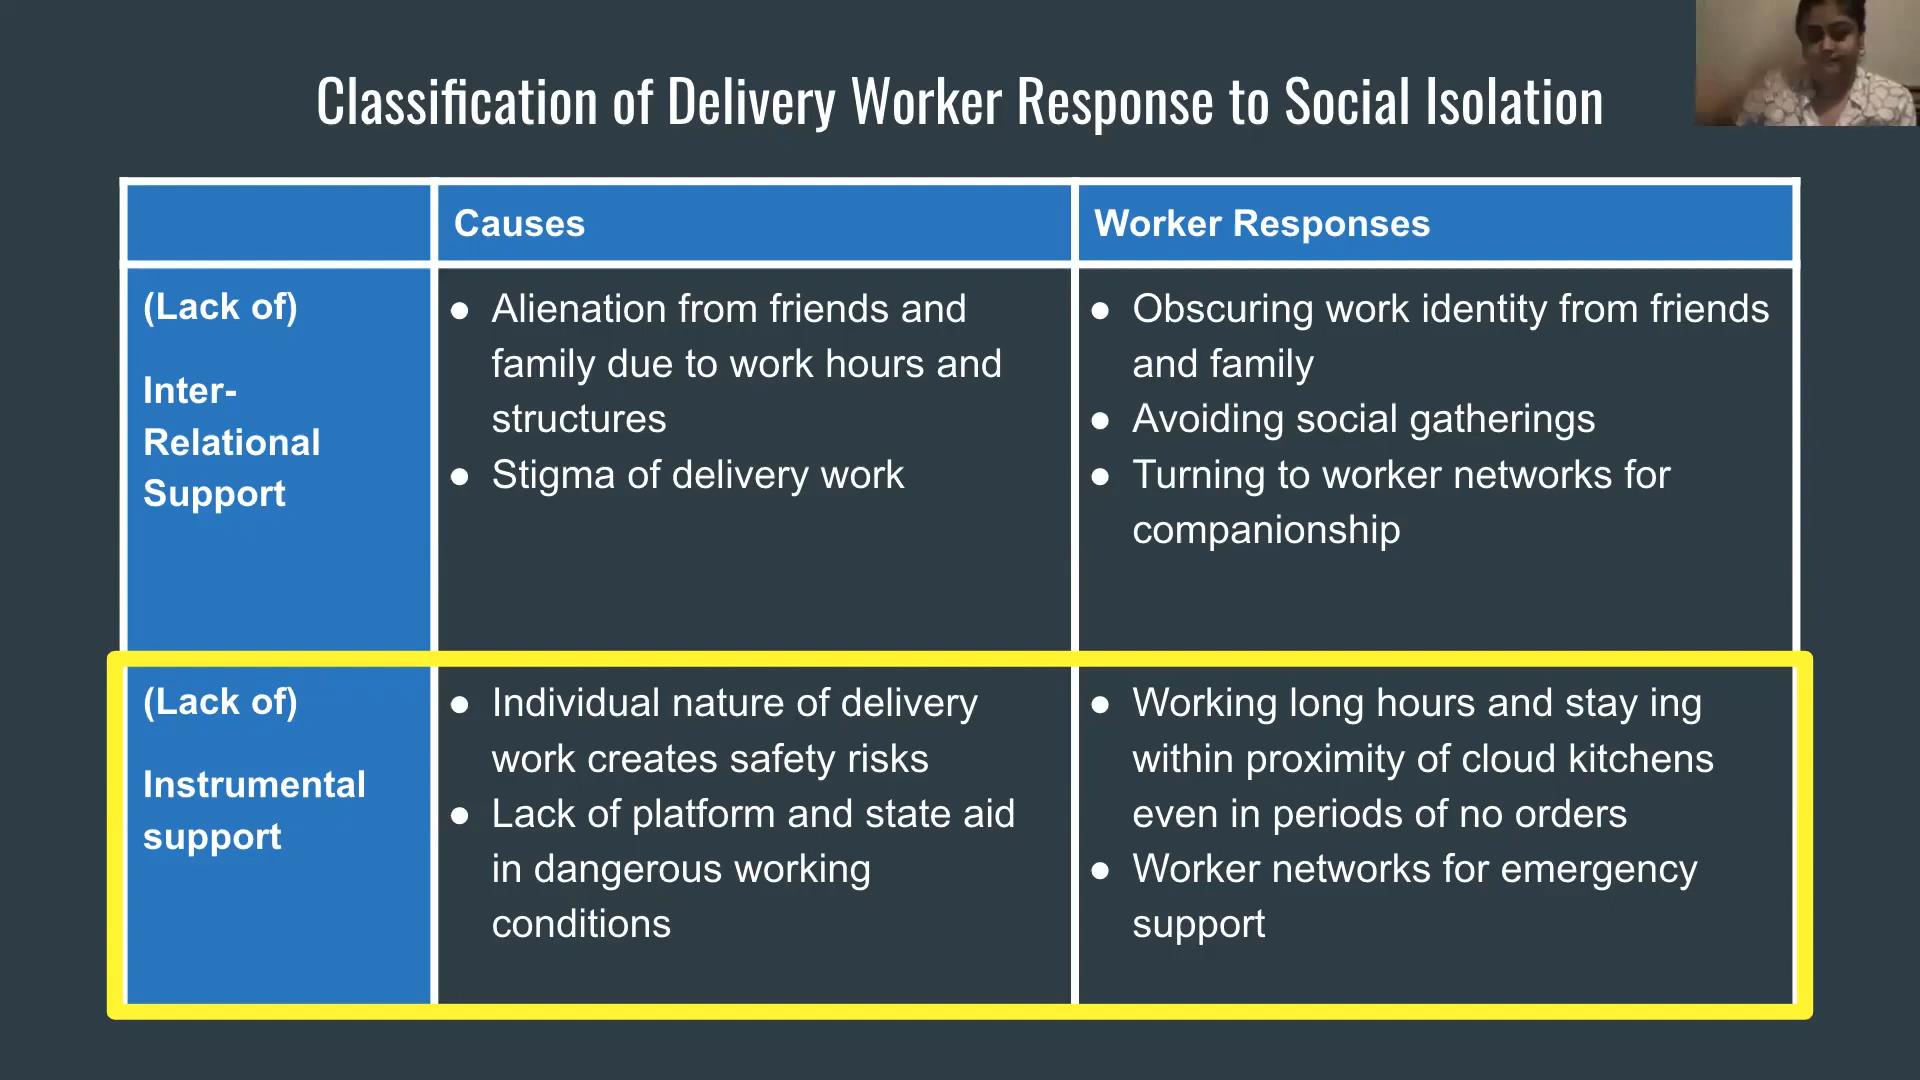 Classification of Delivery Worker Response to Social Isolation
Causes
Worker Responses
(Lack of)
Inter-
Relational
Support
● Alienation from friends and
family due to work hours and
structures
● Stigma of delivery work
● Obscuring work identity from friends
and family
● Avoiding social gatherings
● Turning to worker networks for
companionship
(Lack of)
Instrumental
support
● Individual nature of delivery
work creates safety risks
● Lack of platform and state aid
in dangerous working
conditions
● Working long hours and stay ing
within proximity of cloud kitchens
even in periods of no orders
● Worker networks for emergency
support